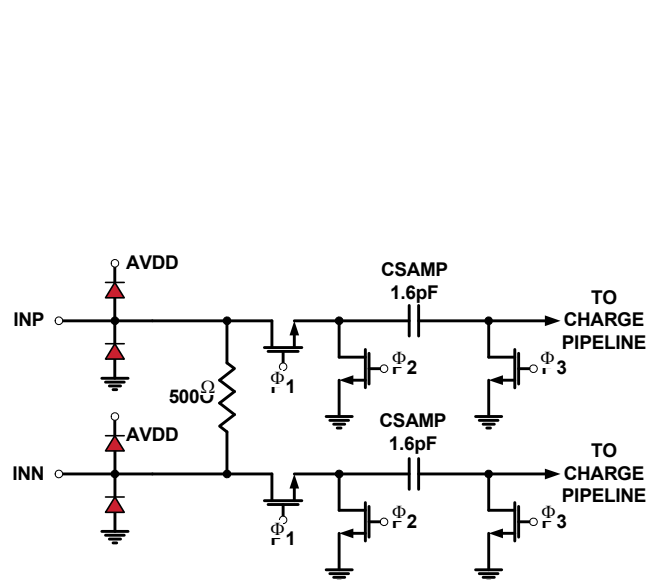 AVDD
CSAMP
1.6pF
INP
TO
CHARGE
PIPELINE
Φ2
Φ3
Φ1
500Ω
AVDD
CSAMP
1.6pF
INN
TO
CHARGE
PIPELINE
Φ2
Φ3
Φ1